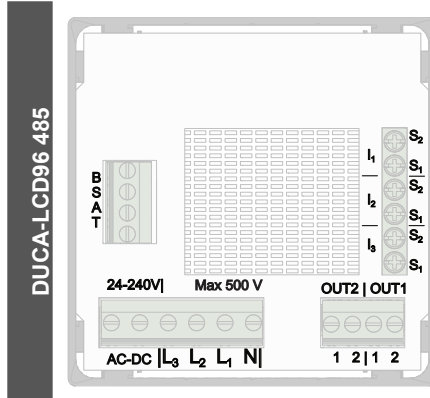 DUCA-LCD96 485
B
S
A
T
I1
I2
I3
S2
S1
S2
S1
S2
S1
24-240V|
Max 500 V
OUT2 | OUT1
AC-DC |L3 L2 L1 N|
1 2|1 2